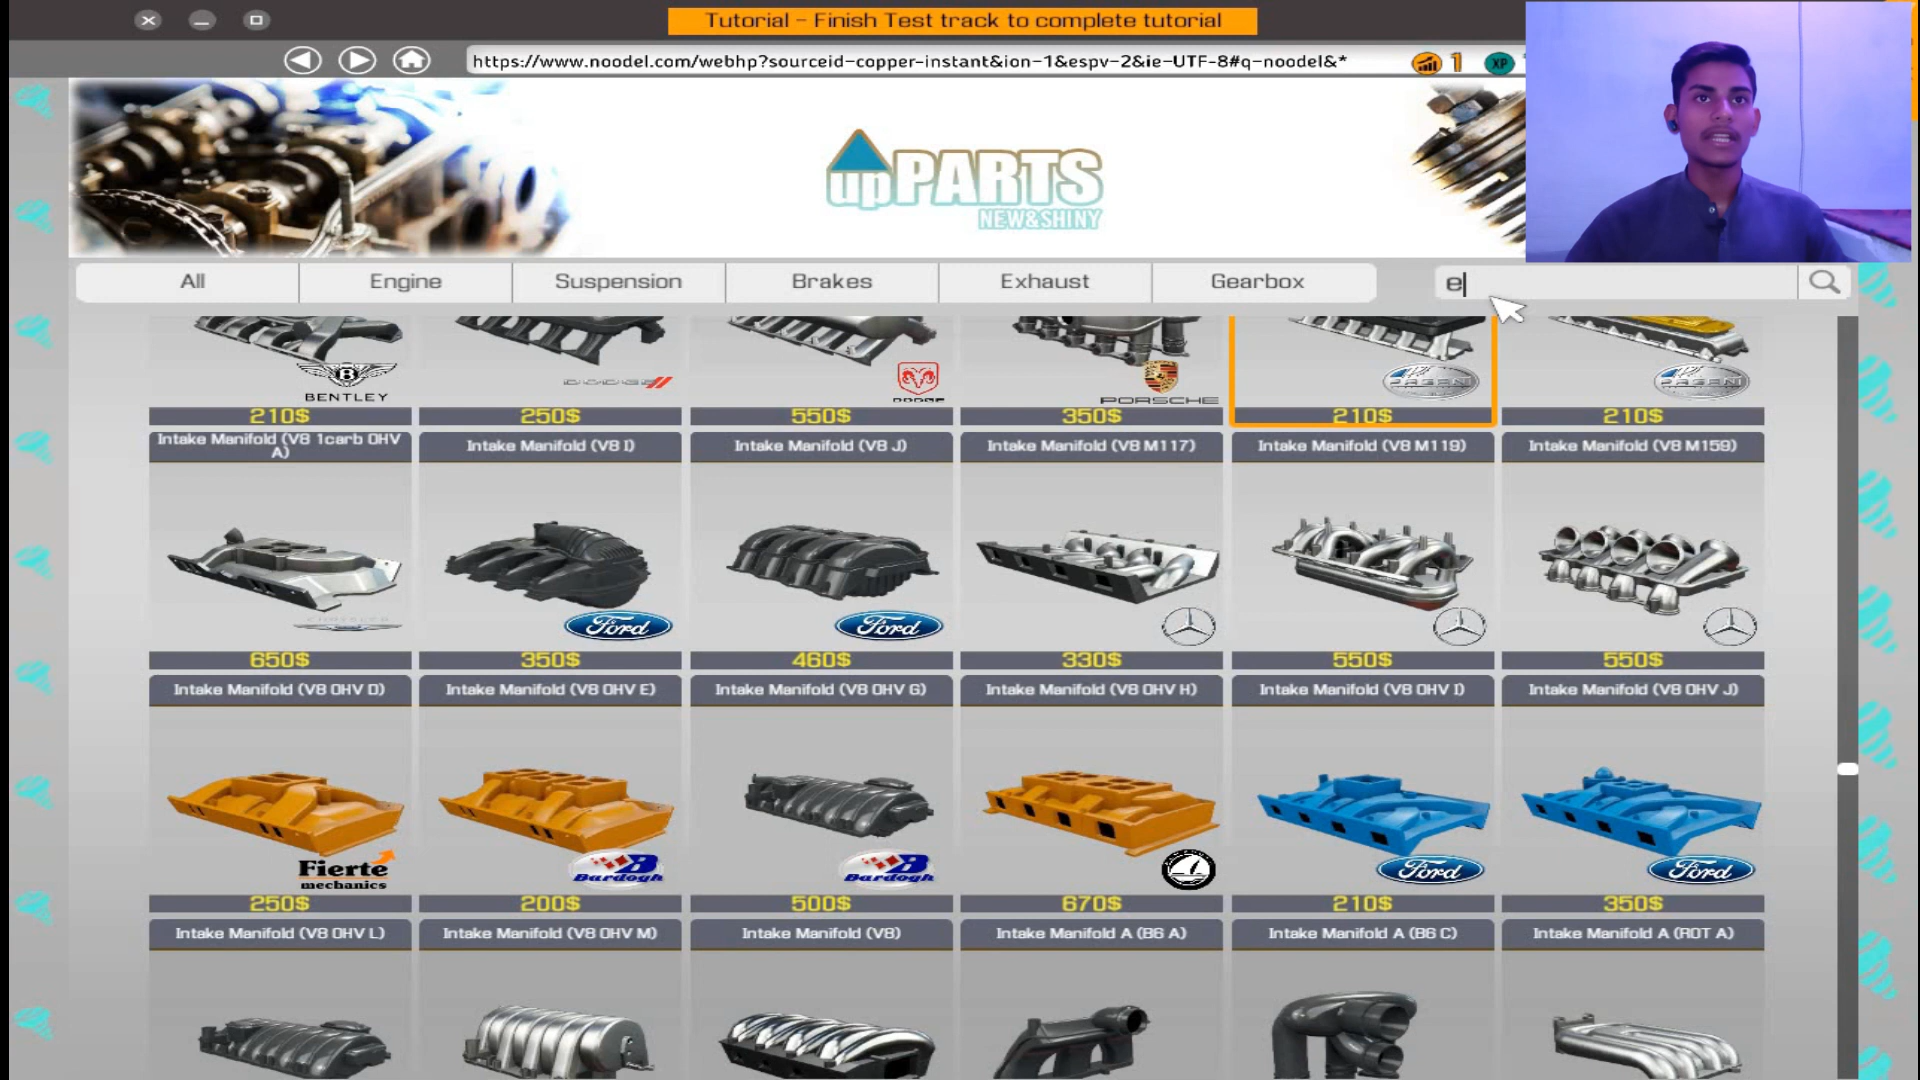 Tutorial - Finish Test track to complete tutorial
https://www.noodel.com/webhp?sourceid-copper-instant&ion-1&espv-2&ie-UTF-8#q-noodel&*
1
XP
upPARTS
NEW&SHINY
All
Engine
Suspension
Brakes
Exhaust
Gearbox
e
BENTLEY
DODGE
DODGE
PORSCHE
PAGANI
PAGANI
210$
250$
550$
350$
210$
210$
Intake Manifold (V8 1carb OHV A)
Intake Manifold (V8 I)
Intake Manifold (V8 J)
Intake Manifold (V8 M117)
Intake Manifold (V8 M119)
Intake Manifold (V8 M159)
Ford
Ford
650$
350$
460$
330$
550$
550$
Intake Manifold (V8 OHV D)
Intake Manifold (V8 OHV E)
Intake Manifold (V8 OHV G)
Intake Manifold (V8 OHV H)
Intake Manifold (V8 OHV I)
Intake Manifold (V8 OHV J)
Fierte
mechanics
Bardogh
Bardogh
Ford
Ford
250$
200$
500$
670$
210$
350$
Intake Manifold (V8 OHV L)
Intake Manifold (V8 OHV M)
Intake Manifold (V8)
Intake Manifold A (B6 A)
Intake Manifold A (B6 C)
Intake Manifold A (ROT A)